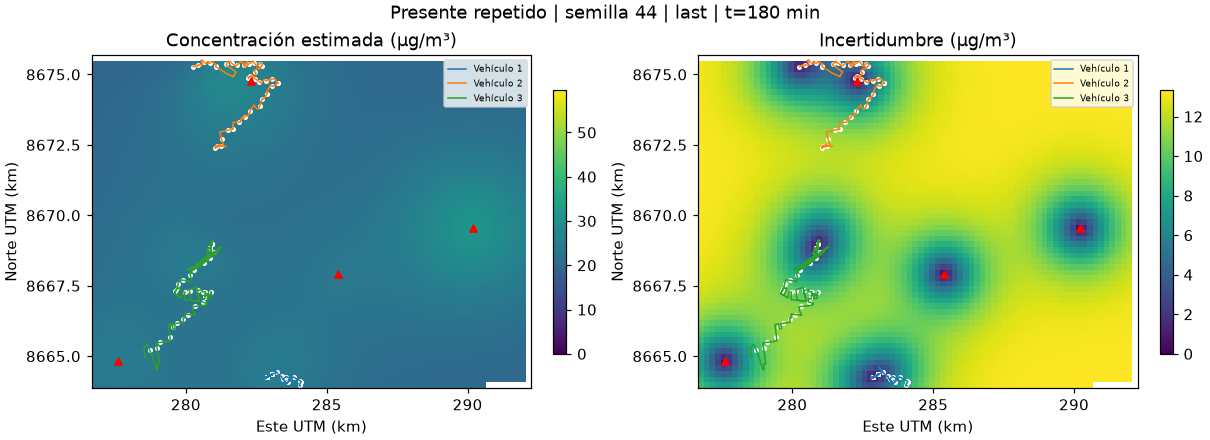 Presente repetido | semilla 44 | last | t=180 min
Concentración estimada (µg/m³)
Norte UTM (km)
8675.0
8672.5
8670.0
8667.5
8665.0
280
285
290
Este UTM (km)
Vehículo 1
Vehículo 2
Vehículo 3
50
40
30
20
10
0
Incertidumbre (µg/m³)
Norte UTM (km)
8675.0
8672.5
8670.0
8667.5
8665.0
280
285
290
Este UTM (km)
Vehículo 1
Vehículo 2
Vehículo 3
12
10
8
6
4
2
0